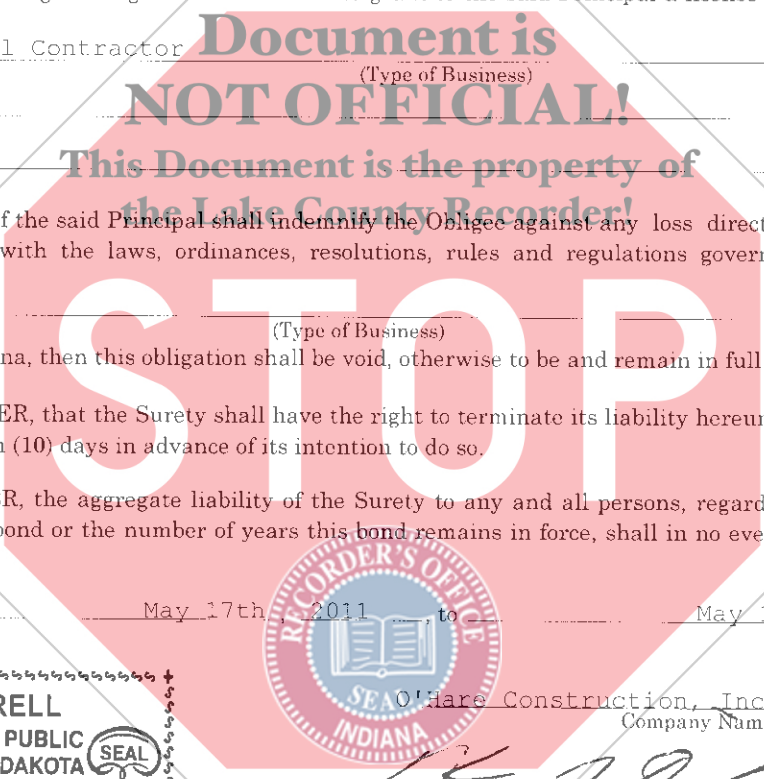 Document is
l Contractor
(Type of Business)
NOT OFFICIAL!
This Document is the property of
the Lake County Recorder!
f the said Principal shall indemnify the Obligee against any loss direct
with the laws, ordinances, resolutions, rules and regulations govern
STOP
(Type of Business)
na, then this obligation shall be void, otherwise to be and remain in full
ER, that the Surety shall have the right to terminate its liability hereun
n (10) days in advance of its intention to do so.
ER, the aggregate liability of the Surety to any and all persons, regard
bond or the number of years this bond remains in force, shall in no eve
RECORDER'S OFFICE
May 17th, 2011, to May 1
SEAL
INDIANA
O'Hare Construction, Inc
Company Nam
RELL
PUBLIC
SEAL
DAKOTA